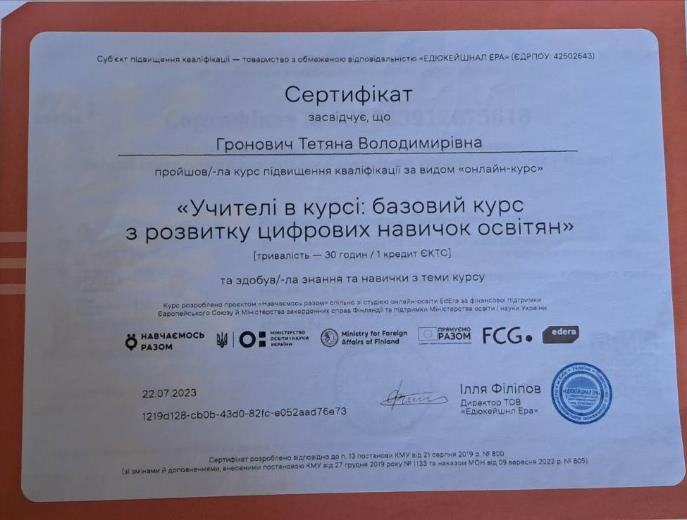 Суб'єкт підвищення кваліфікації — товариство з обмеженою відповідальністю «ЕДЮКЕЙШНАЛ ЕРА» (ЄДРПОУ: 42502643)
Сертифікат
засвідчує, що
Гронович Тетяна Володимирівна
пройшов/-ла курс підвищення кваліфікації за видом «онлайн-курс»
«Учителі в курсі: базовий курс
з розвитку цифрових навичок освітян»
[тривалість — 30 годин / 1 кредит ЄКТС]
та здобув/-ла знання та навички з теми курсу
Курс розроблено проєктом «Навчаємось разом» спільно зі студією онлайн-освіти EdEra за фінансової підтримки
Європейського Союзу й Міністерства закордонних справ Фінляндії та підтримки Міністерства освіти і науки України
НАВЧАЄМОСЬ
РАЗОМ
МІНІСТЕРСТВО
ОСВІТИ І НАУКИ
УКРАЇНИ
Ministry for Foreign
Affairs of Finland
ПРЯМУЄМО
РАЗОМ
FCG.
edera
22.07.2023
1219d128-cb0b-43d0-82fc-e052aad76e73
Ілля Філіпов
Директор ТОВ
«Едюкейшнл Ера»
Сертифікат розроблено відповідно до п. 13 постанови КМУ від 21 серпня 2019 р. № 800
(зі змінами й доповненнями, внесеними постановою КМУ від 27 грудня 2019 року № 1133 та наказом МОН від 09 вересня 2022 р. № 805).